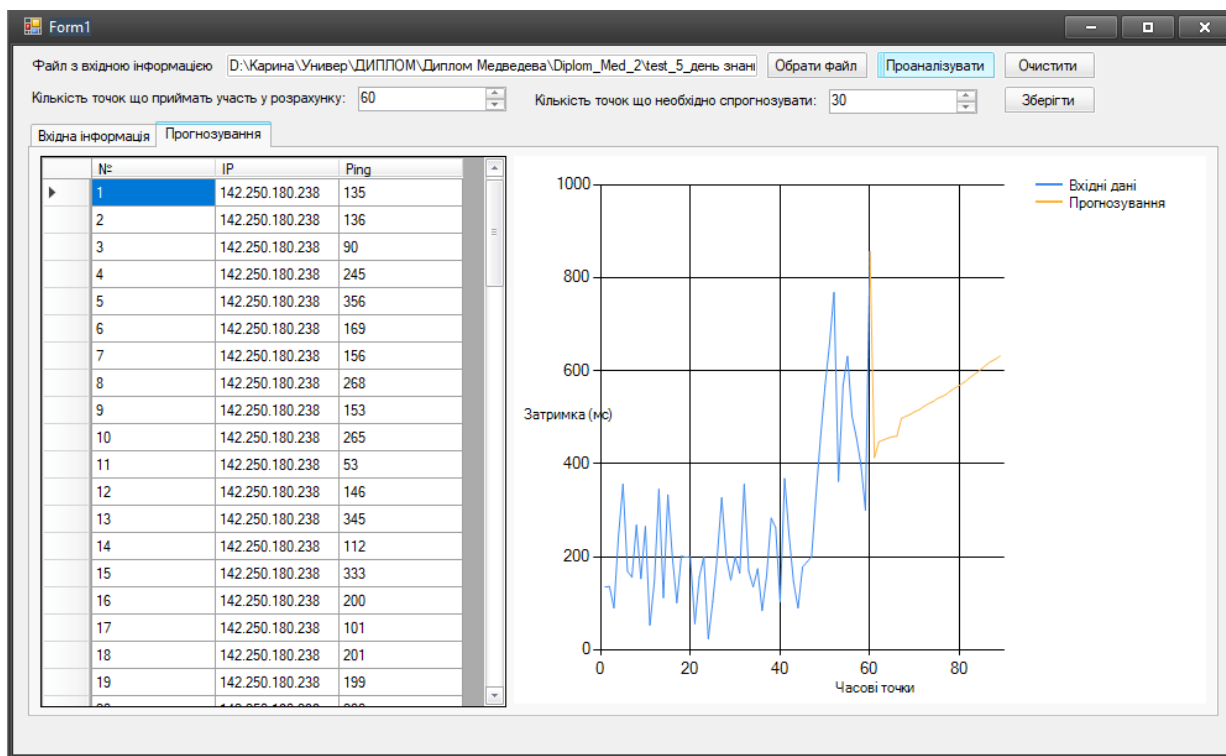 Form1
Файл з вхідною інформацією D:\Карина\Универ\ДИПЛОМ\Диплом Медведева\Diplom_Med_2\test_5_день знані Обрати файл Проаналізувати Очистити
Кількість точок що приймать участь у розрахунку: 60 Кількість точок що необхідно спрогнозувати: 30 Зберігти
Вхідна інформація Прогнозування
№ IP Ping
1 142.250.180.238 135
2 142.250.180.238 136
3 142.250.180.238 90
4 142.250.180.238 245
5 142.250.180.238 356
6 142.250.180.238 169
7 142.250.180.238 156
8 142.250.180.238 268
9 142.250.180.238 153
10 142.250.180.238 265
11 142.250.180.238 53
12 142.250.180.238 146
13 142.250.180.238 345
14 142.250.180.238 112
15 142.250.180.238 333
16 142.250.180.238 200
17 142.250.180.238 101
18 142.250.180.238 201
19 142.250.180.238 199
1000
800
600
400
200
0
Затримка (мс)
0 20 40 60 80
Часові точки
Вхідні дані
Прогнозування